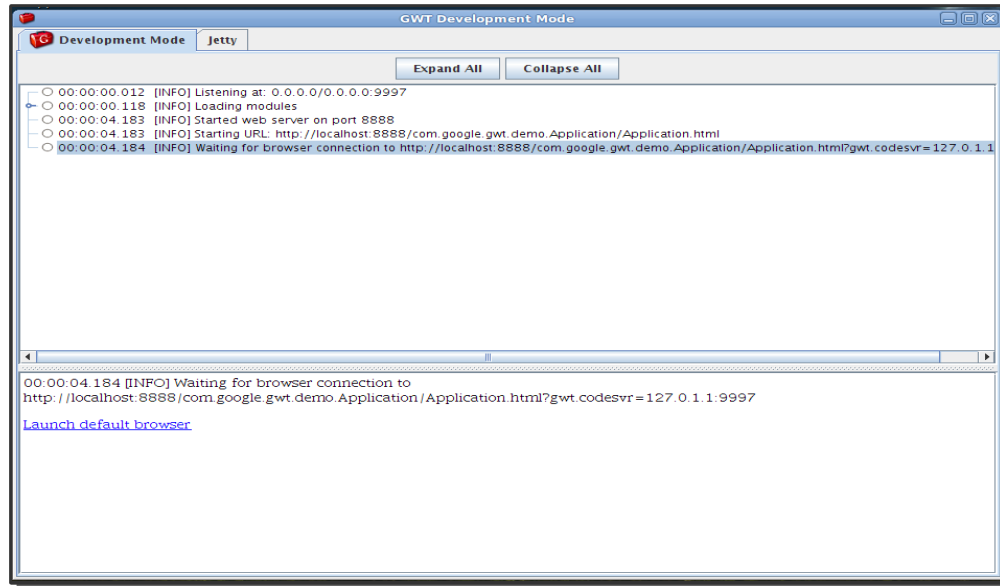 GWT Development Mode
Development Mode Jetty
Expand All Collapse All
00:00:00.012 [INFO] Listening at: 0.0.0.0/0.0.0.0:9997
00:00:00.118 [INFO] Loading modules
00:00:04.183 [INFO] Started web server on port 8888
00:00:04.183 [INFO] Starting URL: http://localhost:8888/com.google.gwt.demo.Application/Application.html
00:00:04.184 [INFO] Waiting for browser connection to http://localhost:8888/com.google.gwt.demo.Application/Application.html?gwt.codesvr=127.0.1.1
00:00:04.184 [INFO] Waiting for browser connection to
http://localhost:8888/com.google.gwt.demo.Application/Application.html?gwt.codesvr=127.0.1.1:9997
Launch default browser